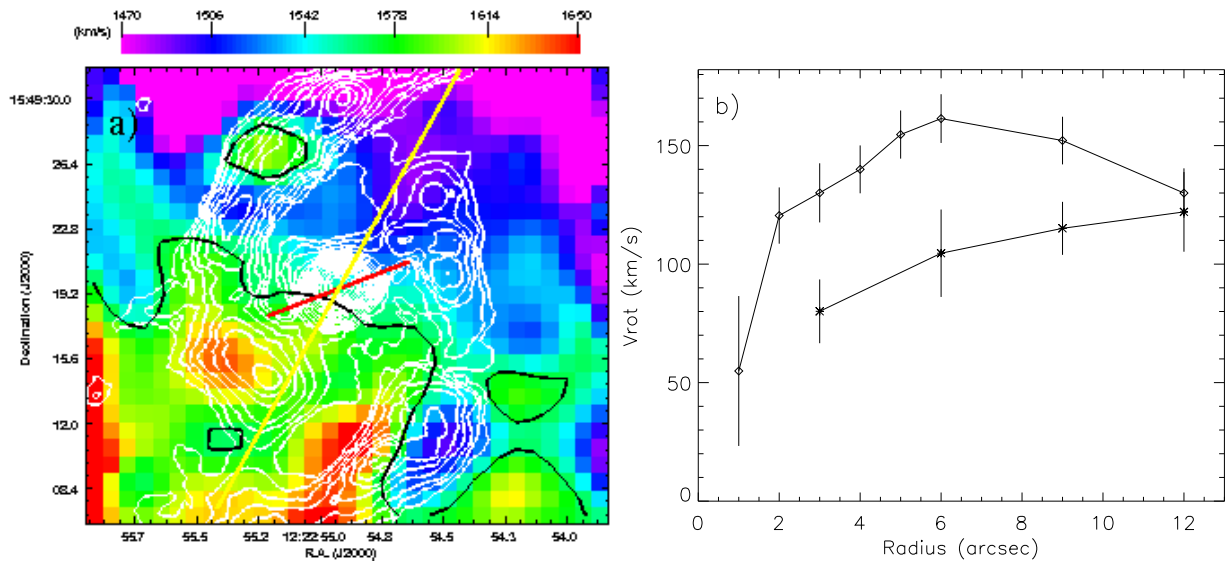 1470 1506 1542 1578 1614 1650
(km/s)
a)
15:49:30.0
26.4
22.8
19.2
15.6
12.0
08.4
Declination (J2000)
55.7 55.5 55.2 12:22:55.0 54.8 54.5 54.3 54.0
R.A. (J2000)
b)
150
100
50
0
Vrot (km/s)
0 2 4 6 8 10 12
Radius (arcsec)